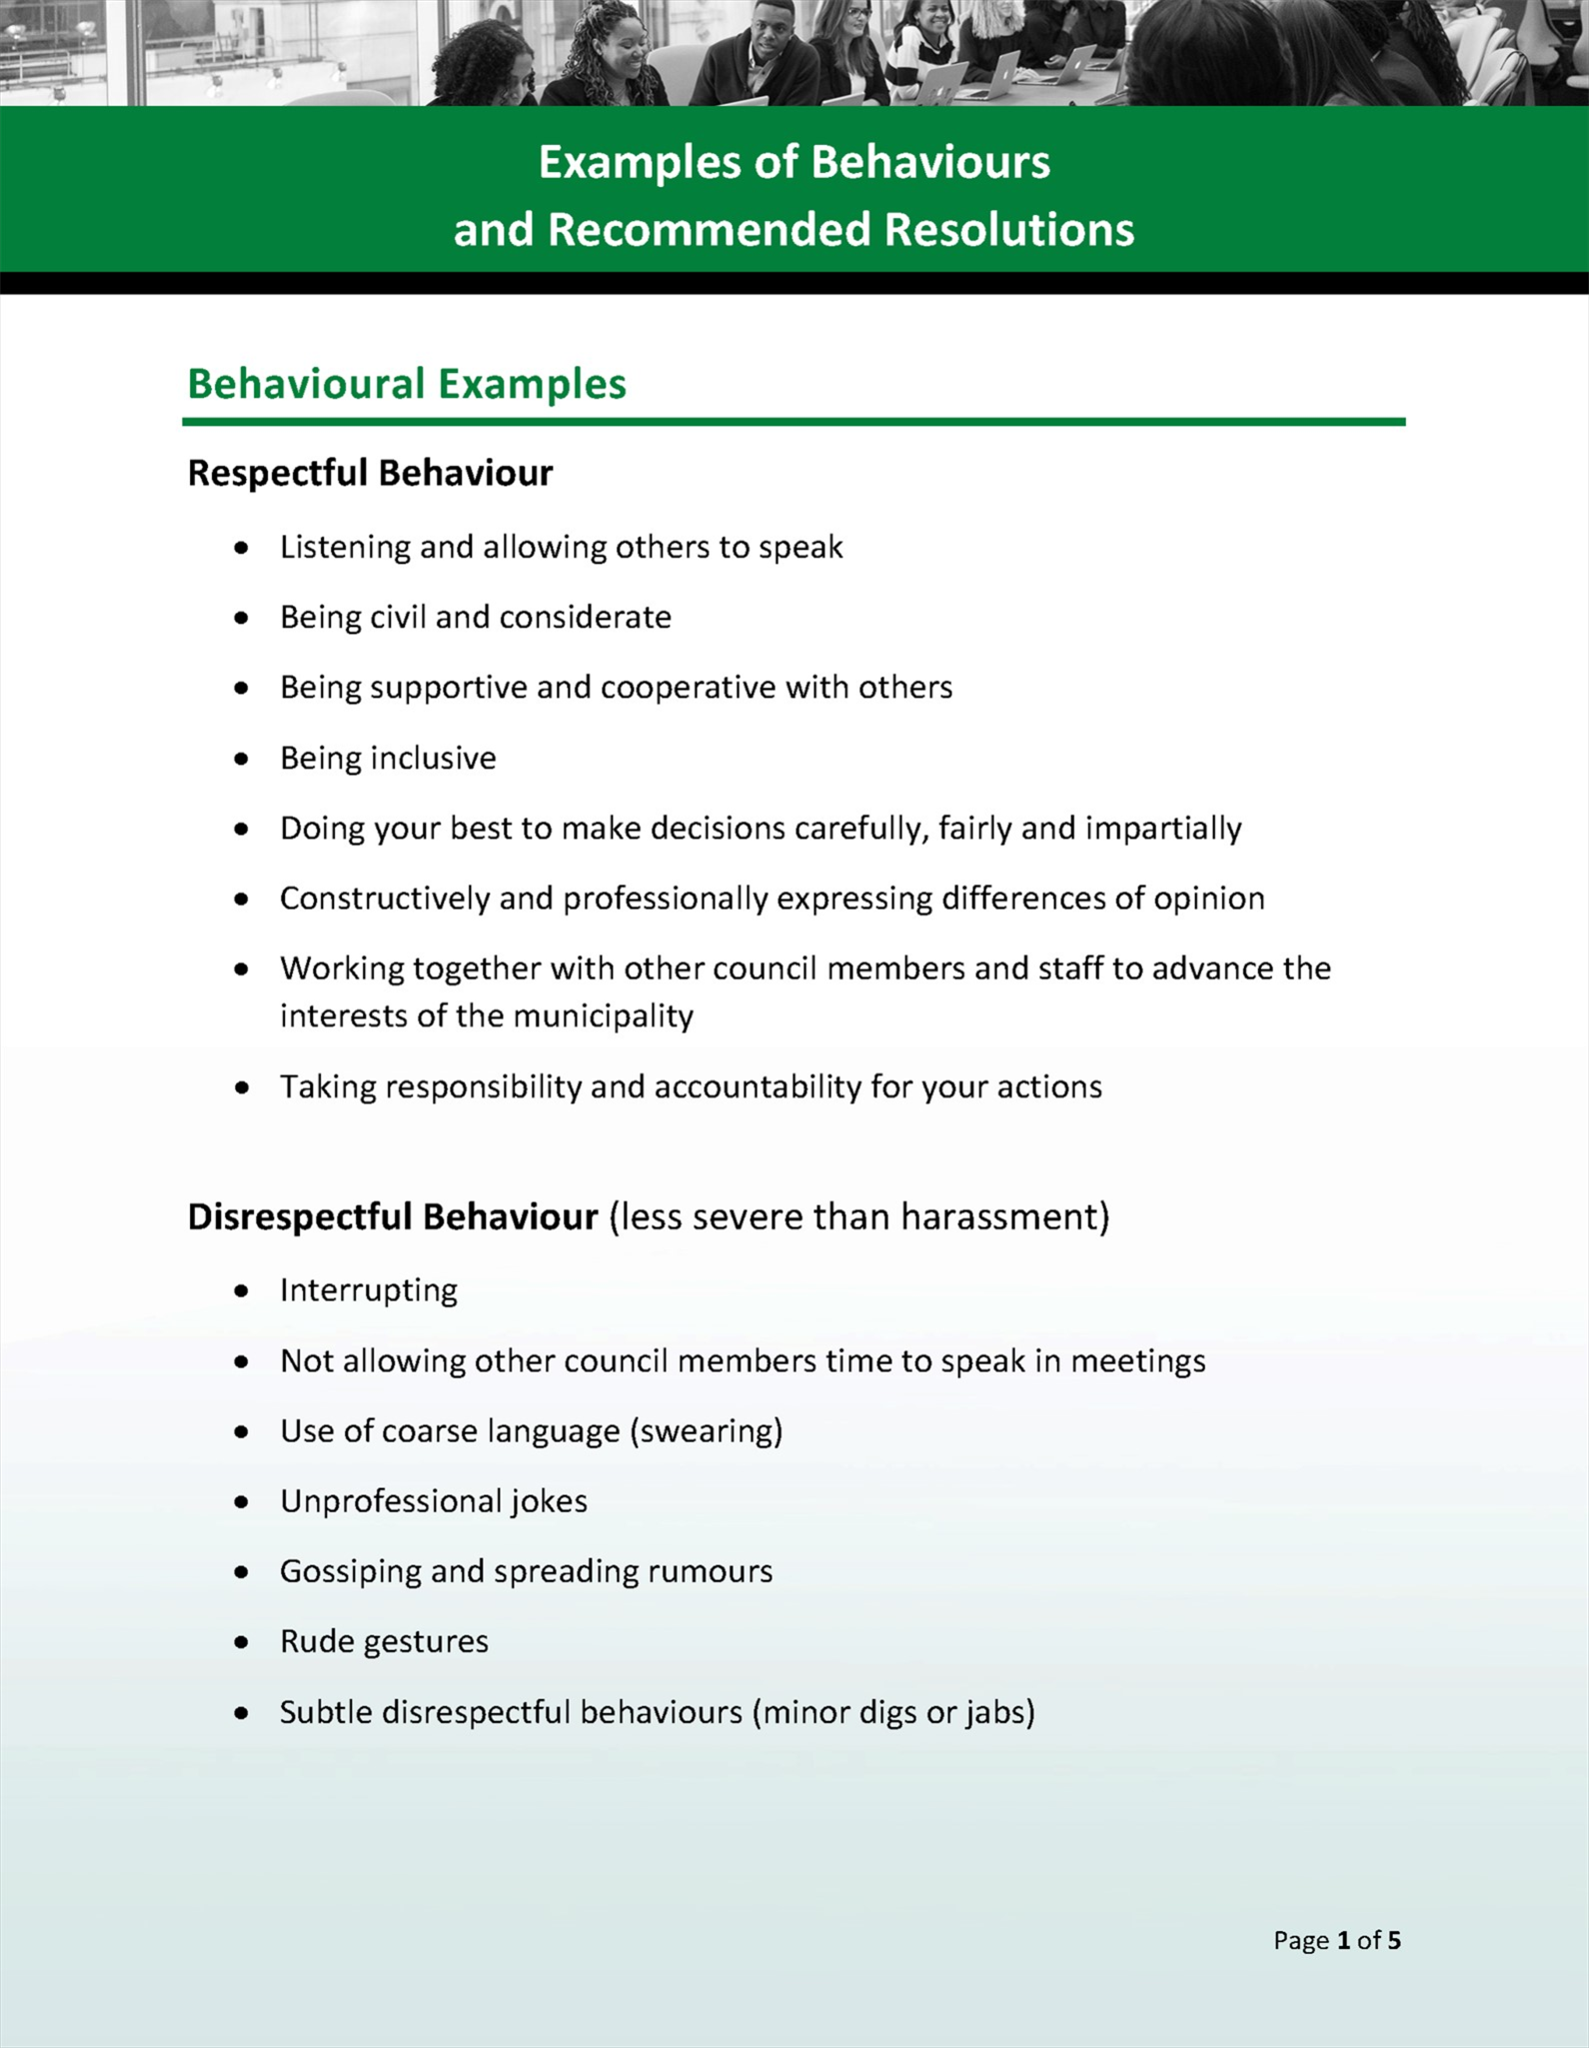 Examples of Behaviours
and Recommended Resolutions
Behavioural Examples
Respectful Behaviour
• Listening and allowing others to speak
• Being civil and considerate
• Being supportive and cooperative with others
• Being inclusive
• Doing your best to make decisions carefully, fairly and impartially
• Constructively and professionally expressing differences of opinion
• Working together with other council members and staff to advance the
interests of the municipality
• Taking responsibility and accountability for your actions
Disrespectful Behaviour (less severe than harassment)
• Interrupting
• Not allowing other council members time to speak in meetings
• Use of coarse language (swearing)
• Unprofessional jokes
• Gossiping and spreading rumours
• Rude gestures
• Subtle disrespectful behaviours (minor digs or jabs)
Page 1 of 5